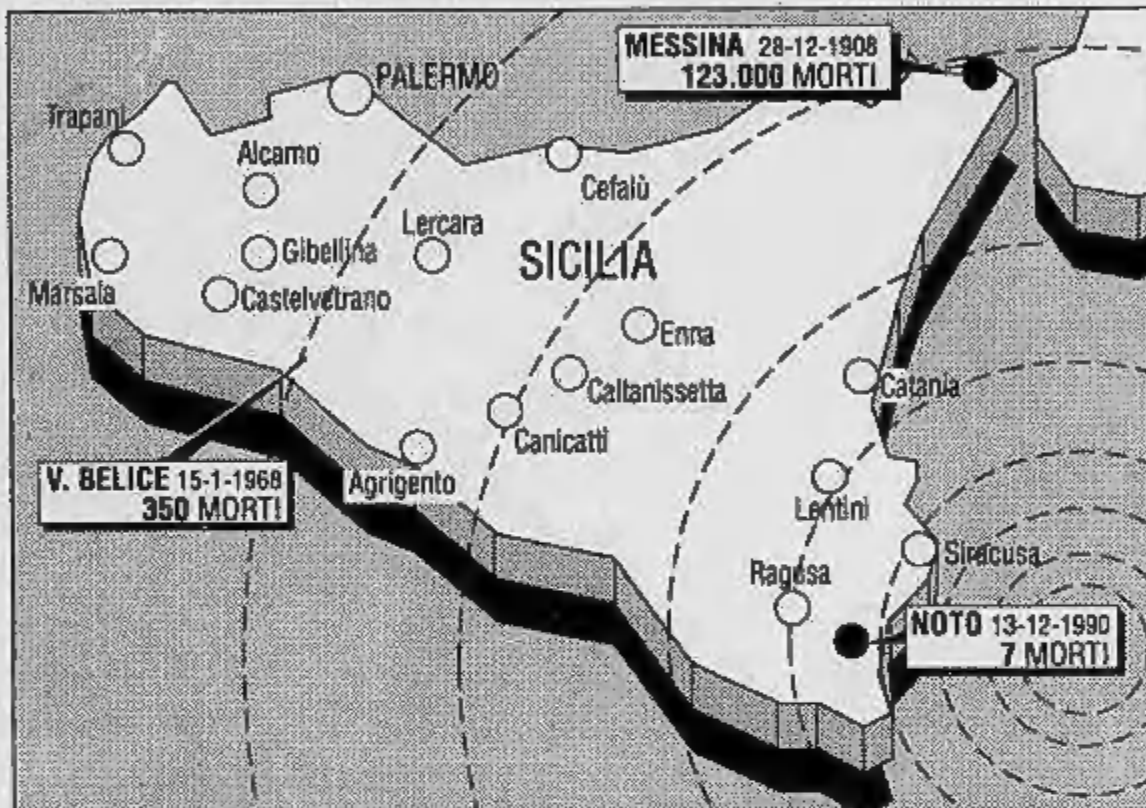 MESSINA 28-12-1908
123.000 MORTI
PALERMO
Trapani
Alcamo
Cefalù
Lercara
Gibellina
SICILIA
Marsala
Castelvetrano
Enna
Caltanissetta
Catania
Canicatti
V. BELICE 15-1-1968
350 MORTI
Agrigento
Lentini
Siracusa
Ragusa
NOTO 13-12-1990
7 MORTI